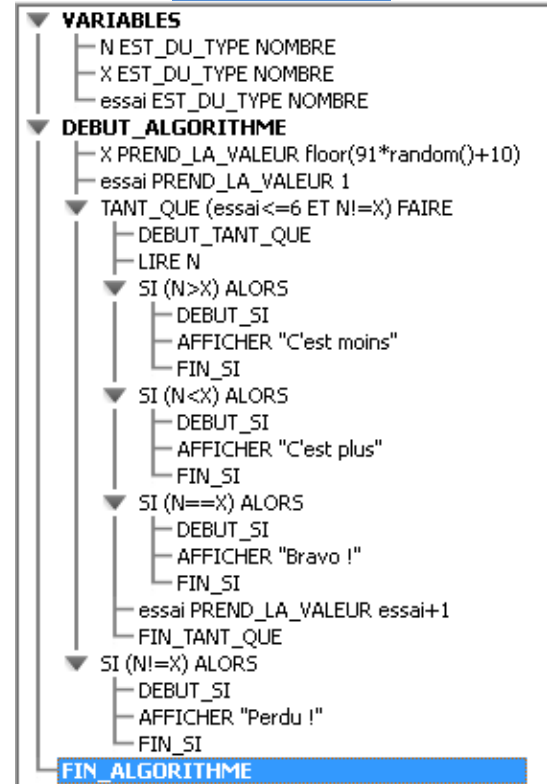 VARIABLES
N EST_DU_TYPE NOMBRE
X EST_DU_TYPE NOMBRE
essai EST_DU_TYPE NOMBRE
DEBUT_ALGORITHME
X PREND_LA_VALEUR floor(91*random()+10)
essai PREND_LA_VALEUR 1
TANT_QUE (essai<=6 ET N!=X) FAIRE
DEBUT_TANT_QUE
LIRE N
SI (N>X) ALORS
DEBUT_SI
AFFICHER "C'est moins"
FIN_SI
SI (N<X) ALORS
DEBUT_SI
AFFICHER "C'est plus"
FIN_SI
SI (N==X) ALORS
DEBUT_SI
AFFICHER "Bravo !"
FIN_SI
essai PREND_LA_VALEUR essai+1
FIN_TANT_QUE
SI (N!=X) ALORS
DEBUT_SI
AFFICHER "Perdu !"
FIN_SI
FIN_ALGORITHME